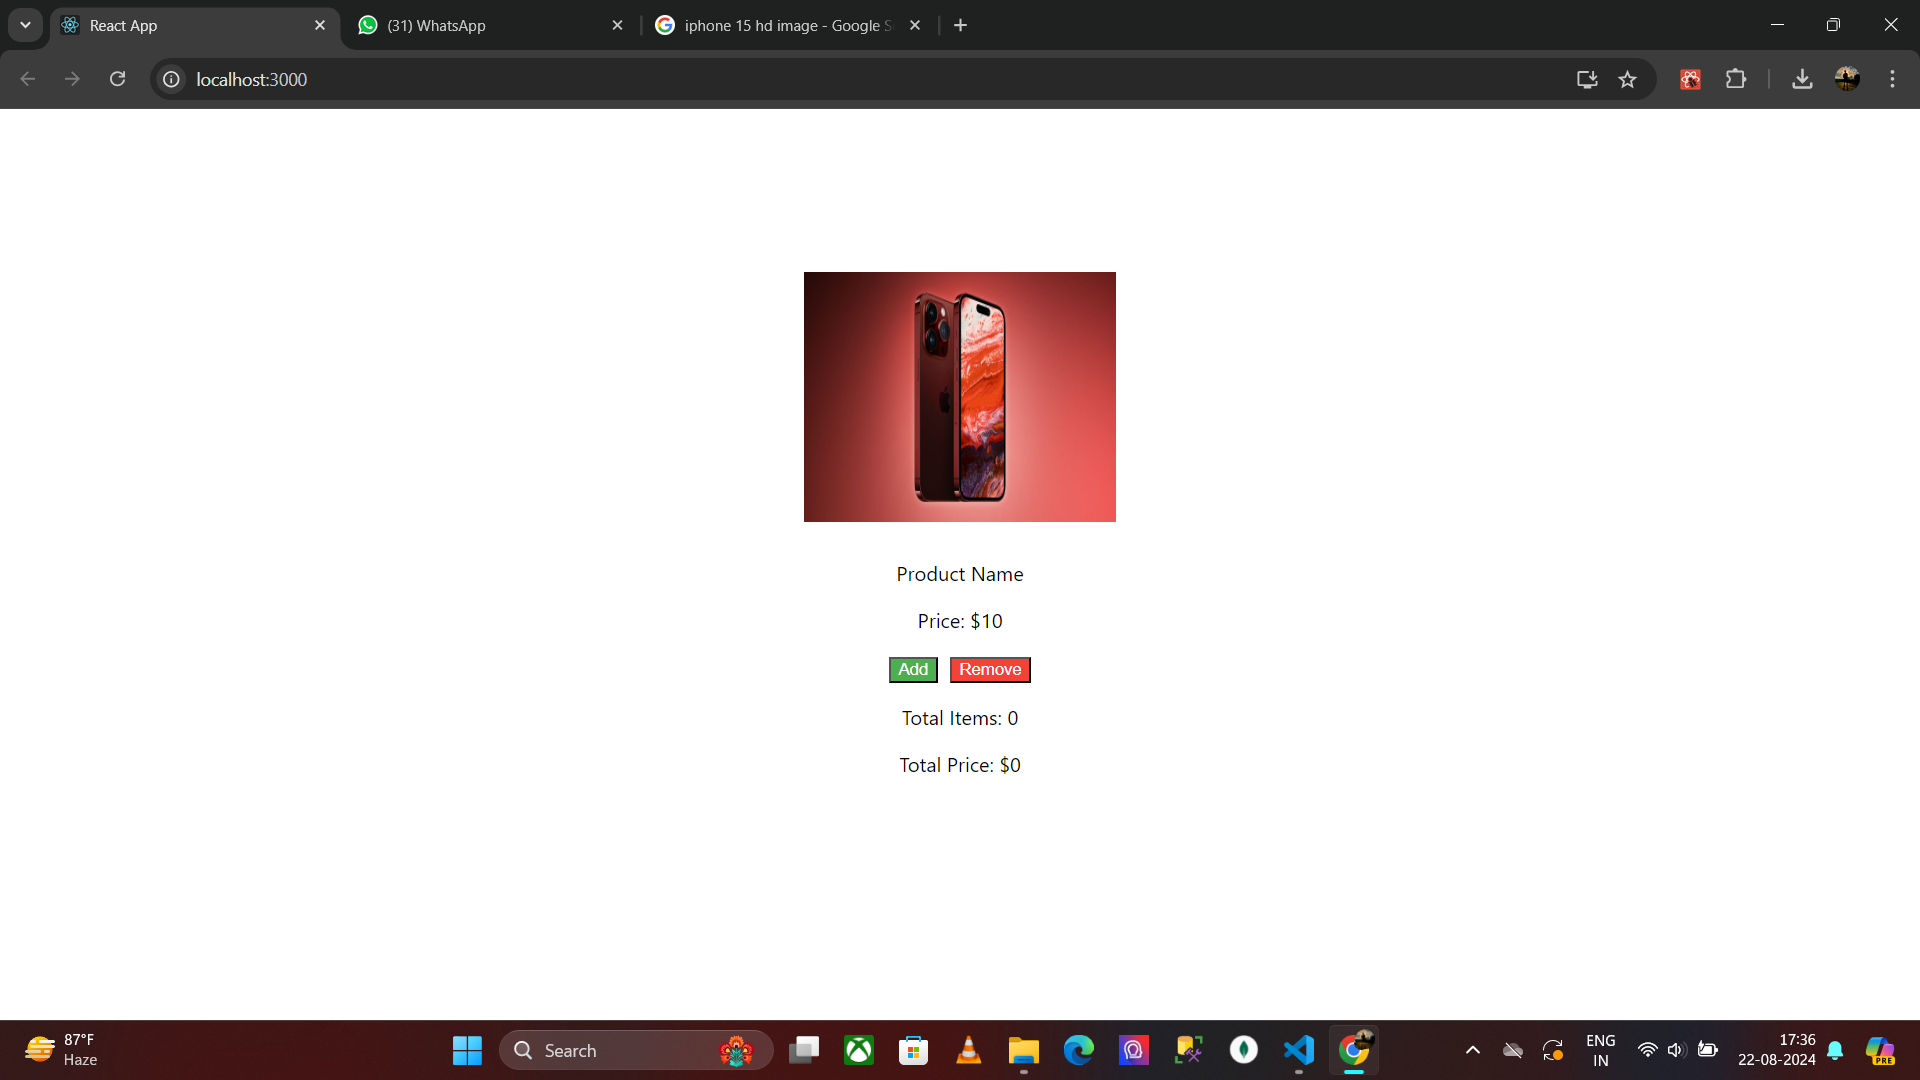 React App
(31) WhatsApp
iphone 15 hd image - Google S
localhost:3000
Product Name
Price: $10
Add Remove
Total Items: 0
Total Price: $0
87°F
Haze
Search
ENG
IN
17:36
22-08-2024
PRE